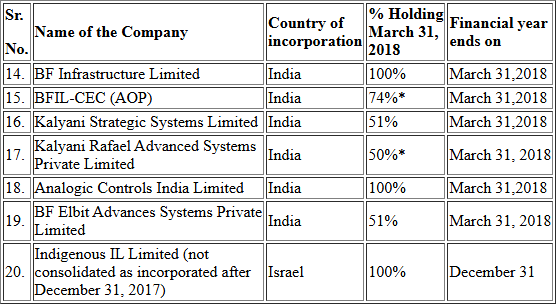 Sr. No. Name of the Company Country of incorporation % Holding March 31, 2018 Financial year ends on
14. BF Infrastructure Limited India 100% March 31,2018
15. BFIL-CEC (AOP) India 74%* March 31,2018
16. Kalyani Strategic Systems Limited India 51% March 31,2018
17. Kalyani Rafael Advanced Systems Private Limited India 50%* March 31, 2018
18. Analogic Controls India Limited India 100% March 31,2018
19. BF Elbit Advances Systems Private Limited India 51% March 31, 2018
20. Indigenous IL Limited (not consolidated as incorporated after December 31, 2017) Israel 100% December 31